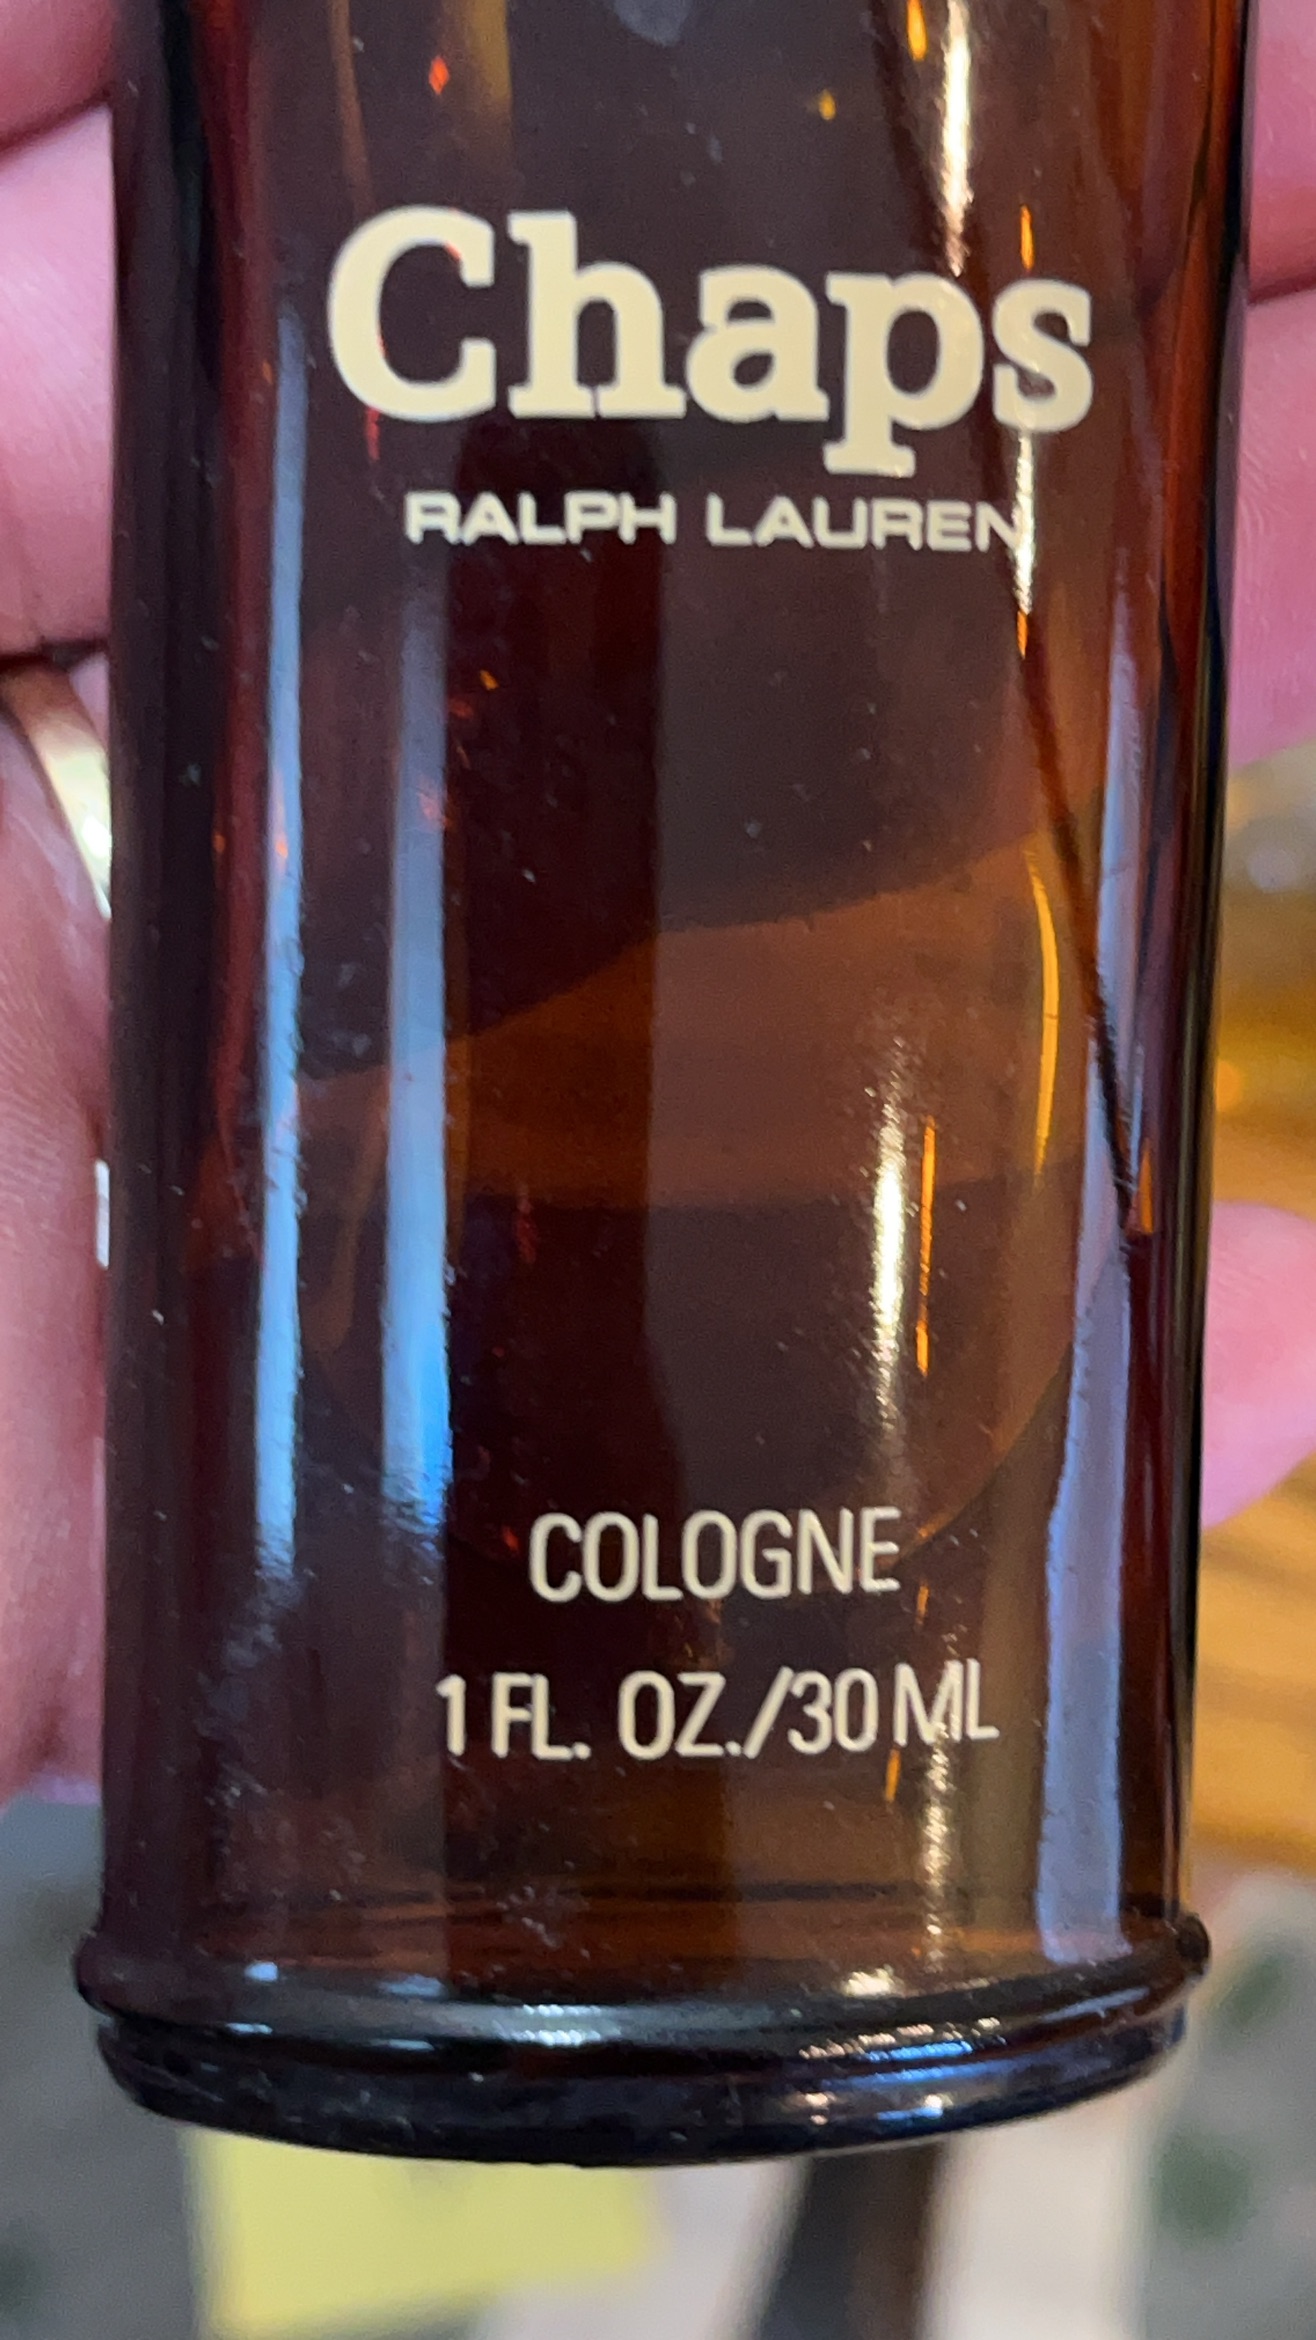 Chaps
RALPH LAUREN
COLOGNE
1 FL. OZ./30 ML